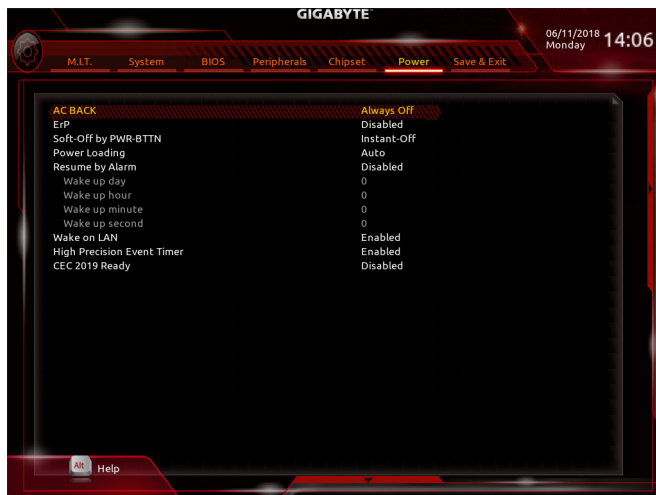 GIGABYTE™
06/11/2018 Monday 14:06
M.I.T. System BIOS Peripherals Chipset Power Save & Exit
AC BACK Always Off
ErP Disabled
Soft-Off by PWR-BTTN Instant-Off
Power Loading Auto
Resume by Alarm Disabled
Wake up day 0
Wake up hour 0
Wake up minute 0
Wake up second 0
Wake on LAN Enabled
High Precision Event Timer Enabled
CEC 2019 Ready Disabled
Alt Help